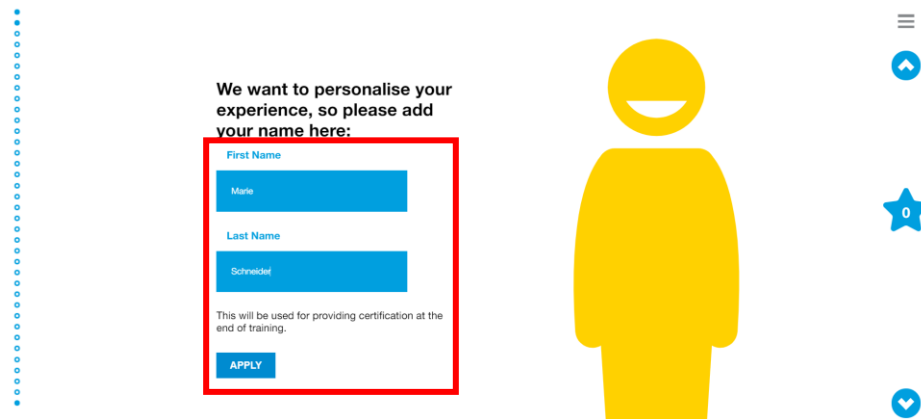 We want to personalise your
experience, so please add
your name here:
First Name
Marie
Last Name
Schneider
This will be used for providing certification at the
end of training.
APPLY
0